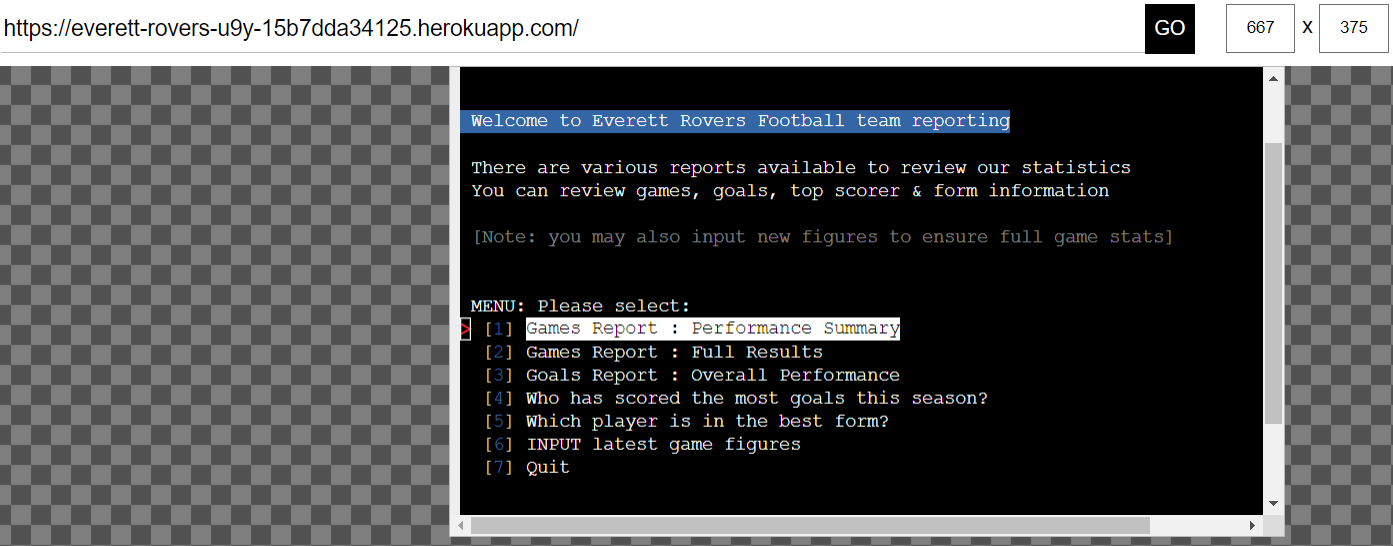 https://everett-rovers-u9y-15b7dda34125.herokuapp.com/ GO 667 X 375
Welcome to Everett Rovers Football team reporting
There are various reports available to review our statistics
You can review games, goals, top scorer & form information
[Note: you may also input new figures to ensure full game stats]
MENU: Please select:
> [1] Games Report : Performance Summary
[2] Games Report : Full Results
[3] Goals Report : Overall Performance
[4] Who has scored the most goals this season?
[5] Which player is in the best form?
[6] INPUT latest game figures
[7] Quit